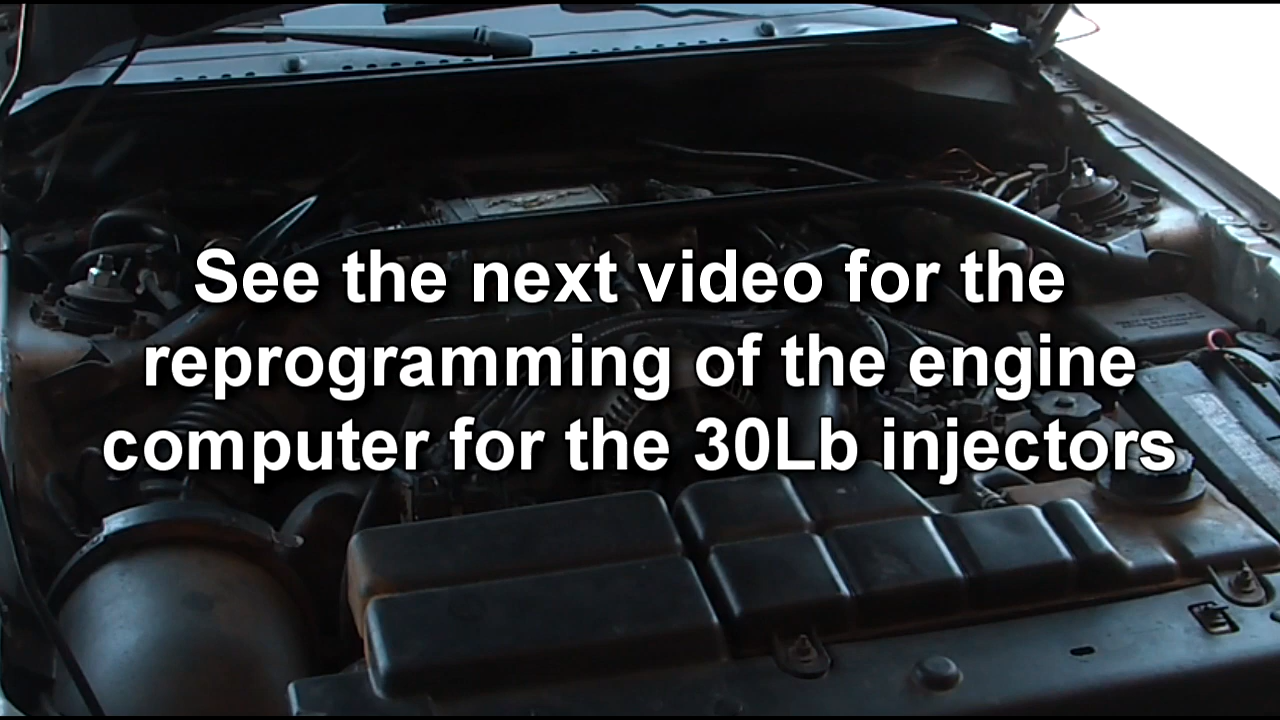 See the next video for the
reprogramming of the engine
computer for the 30Lb injectors